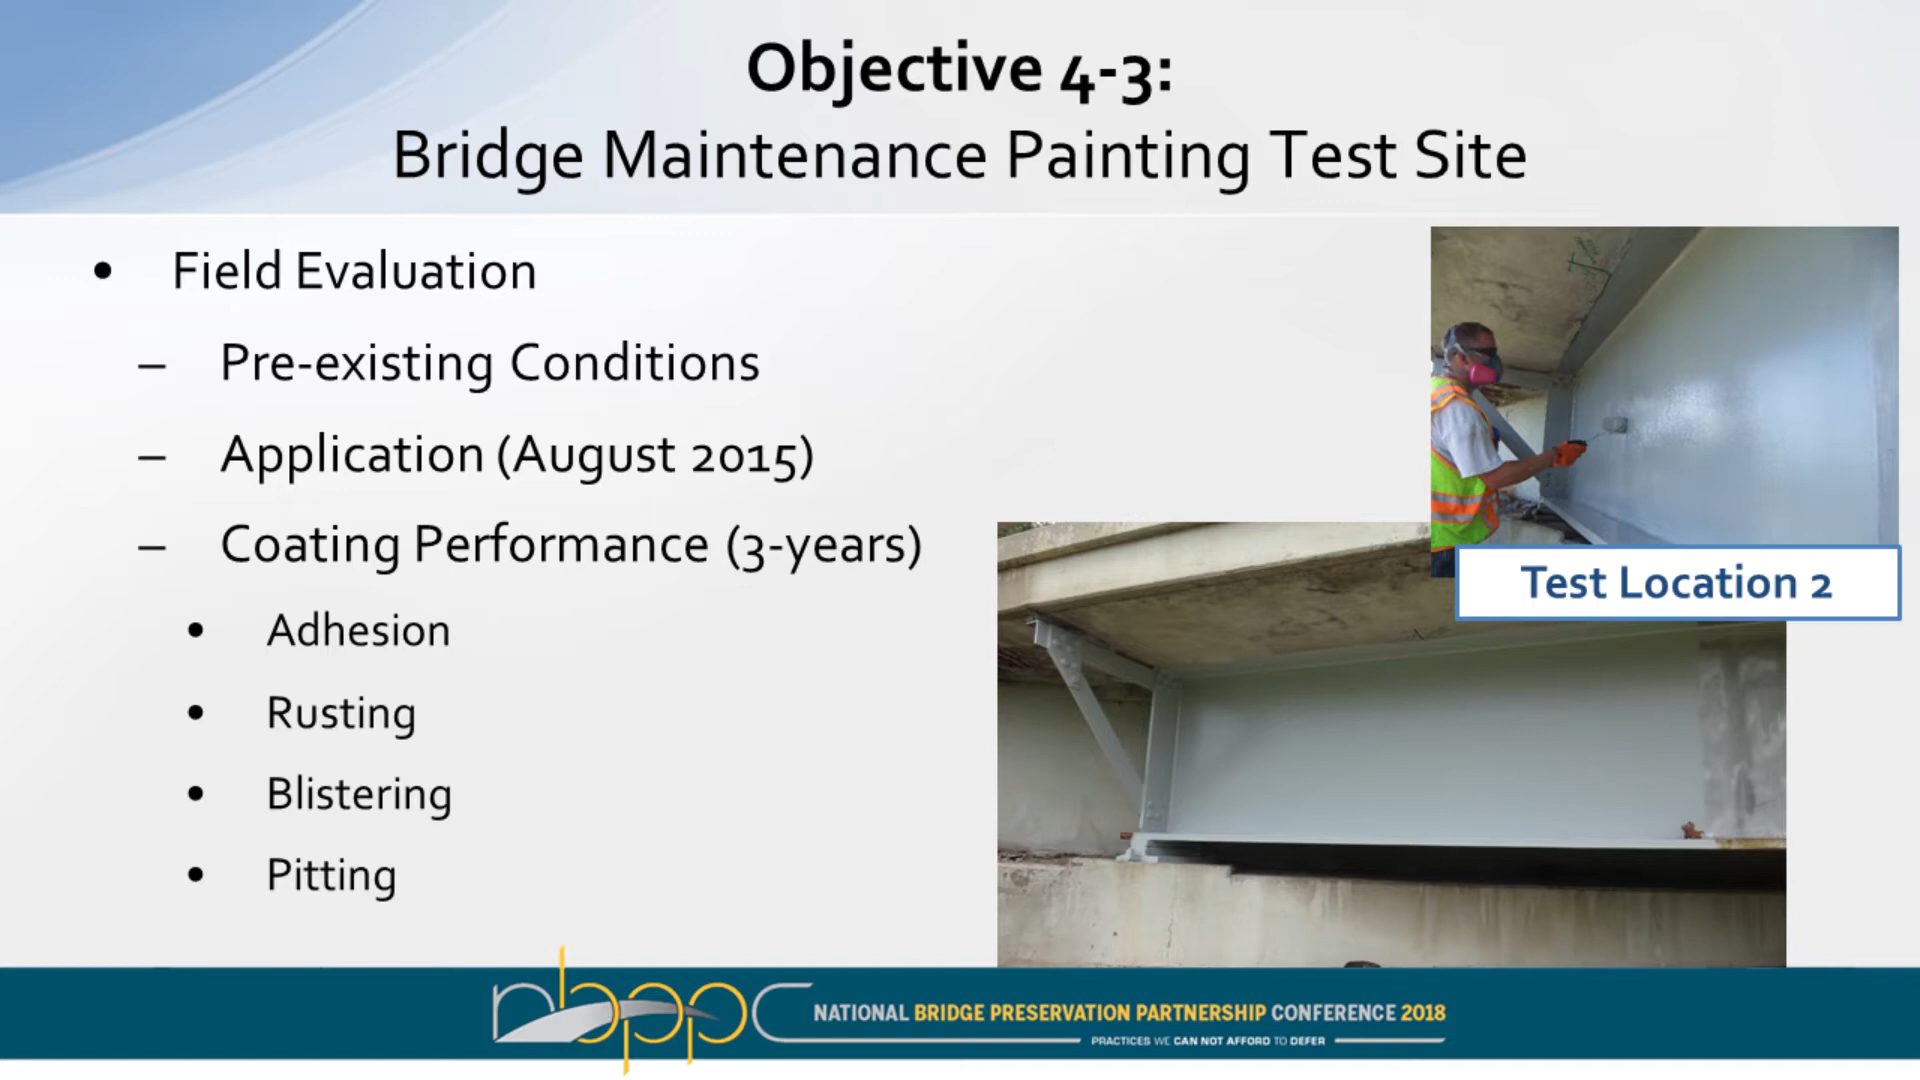 Objective 4-3:
Bridge Maintenance Painting Test Site
• Field Evaluation
– Pre-existing Conditions
– Application (August 2015)
– Coating Performance (3-years)
• Adhesion
• Rusting
• Blistering
• Pitting
Test Location 2
nbppc
NATIONAL BRIDGE PRESERVATION PARTNERSHIP CONFERENCE 2018
PRACTICES WE CAN NOT AFFORD TO DEFER